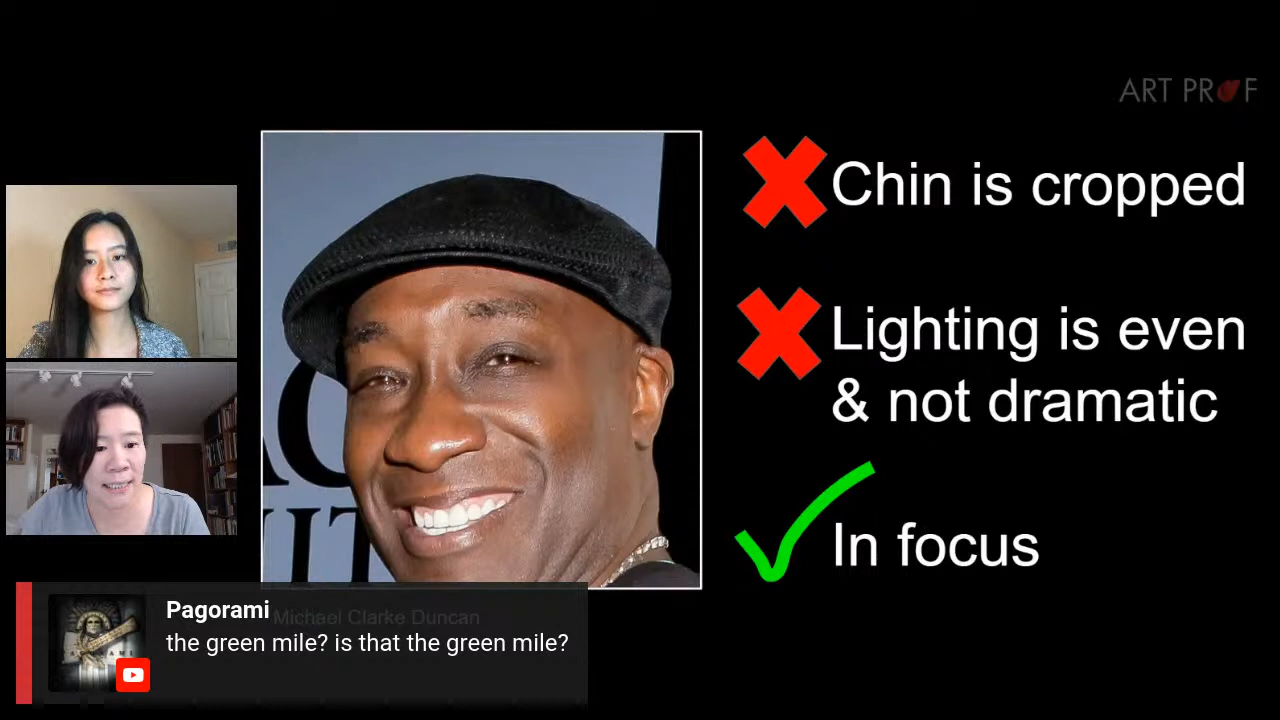 ART PROF
Chin is cropped
Lighting is even
& not dramatic
In focus
Michael Clarke Duncan
Pagorami
the green mile? is that the green mile?